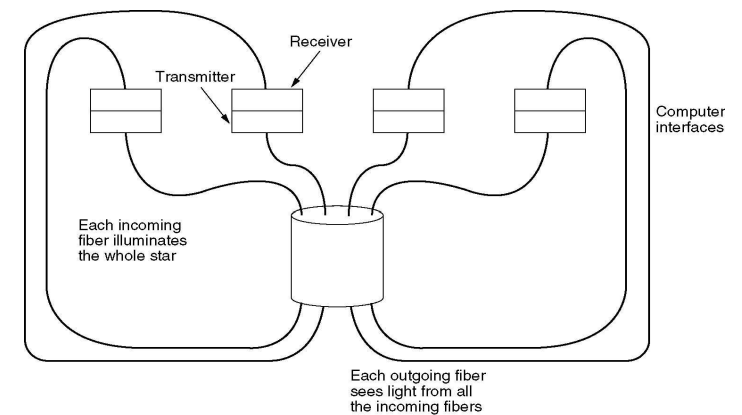 Receiver
Transmitter
Computer
interfaces
Each incoming
fiber illuminates
the whole star
Each outgoing fiber
sees light from all
the incoming fibers